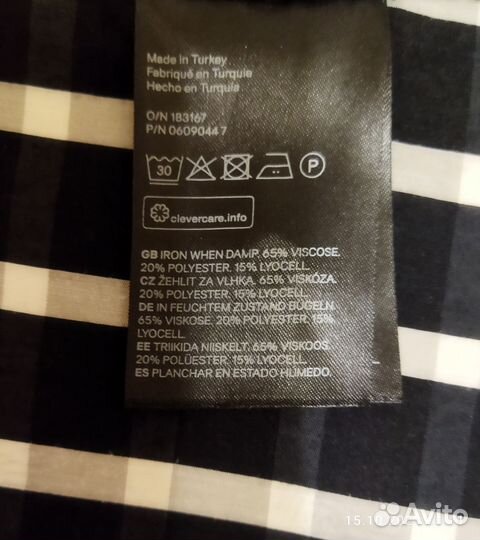 Made in Turkey
Fabriqué en Turquie
Hecho en Turquía
O/N 183167
P/N 0609044 7
30
P
clevercare.info
GB IRON WHEN DAMP. 65% VISCOSE.
20% POLYESTER. 15% LYOCELL.
CZ ŽEHLIT ZA VLHKA. 65% VISKÓZA.
20% POLYESTER. 15% LYOCELL.
DE IN FEUCHTEM ZUSTAND BÜGELN.
65% VISKOSE. 20% POLYESTER. 15%
LYOCELL.
EE TRIIKIDA NIISKELT. 65% VISKOOS.
20% POLÜESTER. 15% LYOCELL.
ES PLANCHAR EN ESTADO HÚMEDO.
15.10
Avito